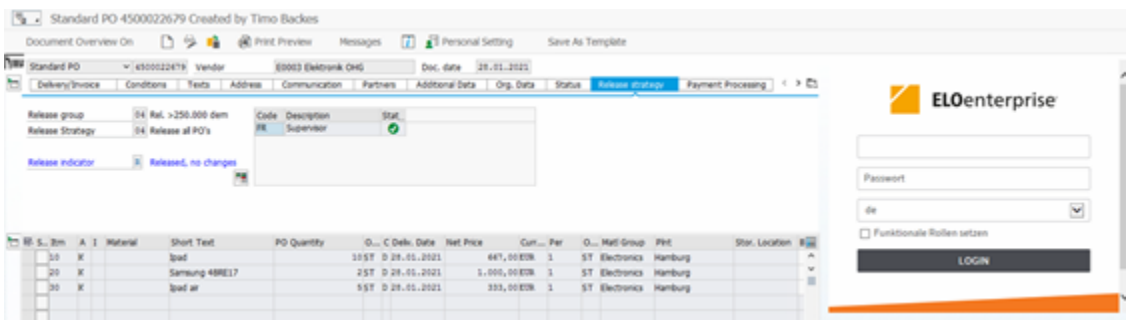 Standard PO 4500022679 Created by Timo Backes
Document Overview On Print Preview Messages Personal Setting Save As Template
Standard PO 4500022679 Vendor E0003 Elektronik OHG Doc. date 28.01.2021
Delivery/Invoice Conditions Texts Address Communication Partners Additional Data Org. Data Status Release strategy Payment Processing
Release group 04 Rel. >250.000 dem Code Description Stat...
Release Strategy 04 Release all PO's FR Supervisor
Release indicator R Released, no changes
S... Itm A I Material Short Text PO Quantity O... C Deliv. Date Net Price Curr... Per O... Matl Group Plnt Stor. Location
10 K Ipad 10 ST D 28.01.2021 667,00 EUR 1 ST Electronics Hamburg
20 K Samsung 48RE17 2 ST D 28.01.2021 1.000,00 EUR 1 ST Electronics Hamburg
30 K Ipad air 5 ST D 28.01.2021 333,00 EUR 1 ST Electronics Hamburg
ELOenterprise
Passwort
de
Funktionale Rollen setzen
LOGIN